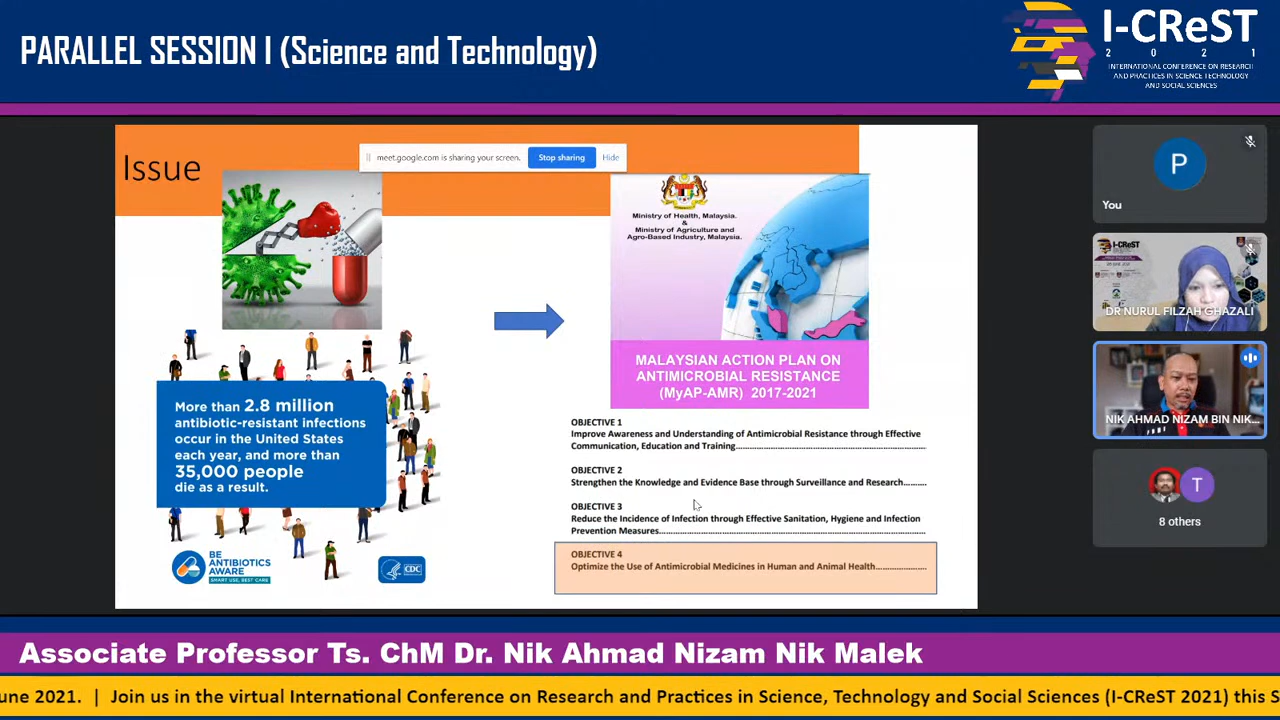 PARALLEL SESSION I (Science and Technology)
I-CReST
2 0 2 1
INTERNATIONAL CONFERENCE ON RESEARCH
AND PRACTICES IN SCIENCE TECHNOLOGY
AND SOCIAL SCIENCES
Issue
meet.google.com is sharing your screen.
Stop sharing
Hide
Ministry of Health, Malaysia.
&
Ministry of Agriculture and
Agro-Based Industry, Malaysia.
MALAYSIAN ACTION PLAN ON
ANTIMICROBIAL RESISTANCE
(MyAP-AMR) 2017-2021
More than 2.8 million
antibiotic-resistant infections
occur in the United States
each year, and more than
35,000 people
die as a result.
BE
ANTIBIOTICS
AWARE
SMART USE, BEST CARE
CDC
OBJECTIVE 1
Improve Awareness and Understanding of Antimicrobial Resistance through Effective
Communication, Education and Training
OBJECTIVE 2
Strengthen the Knowledge and Evidence Base through Surveillance and Research
OBJECTIVE 3
Reduce the Incidence of Infection through Effective Sanitation, Hygiene and Infection
Prevention Measures
OBJECTIVE 4
Optimize the Use of Antimicrobial Medicines in Human and Animal Health
P
You
I-CReST
DR NURUL FILZAH GHAZALI
NIK AHMAD NIZAM BIN NIK...
T
8 others
Associate Professor Ts. ChM Dr. Nik Ahmad Nizam Nik Malek
une 2021. | Join us in the virtual International Conference on Research and Practices in Science, Technology and Social Sciences (I-CReST 2021) this S